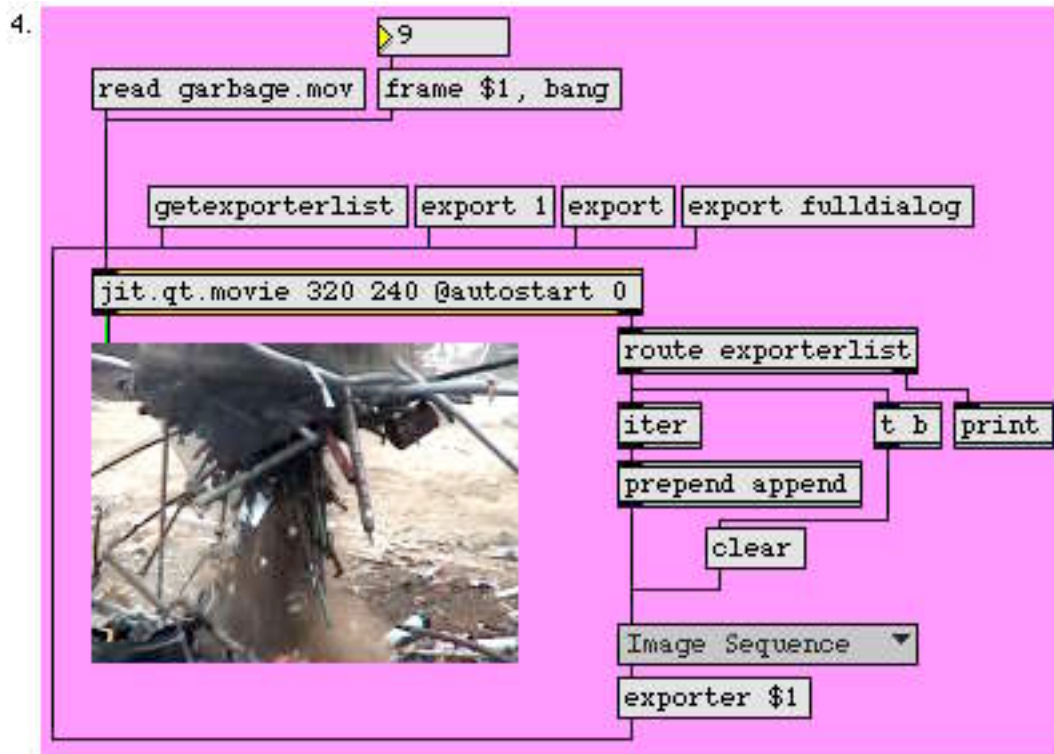 4.
9
read garbage.mov
frame $1, bang
getexporterlist
export 1
export
export fulldialog
jit.qt.movie 320 240 @autostart 0
route exporterlist
iter
t b
print
prepend append
clear
Image Sequence
exporter $1